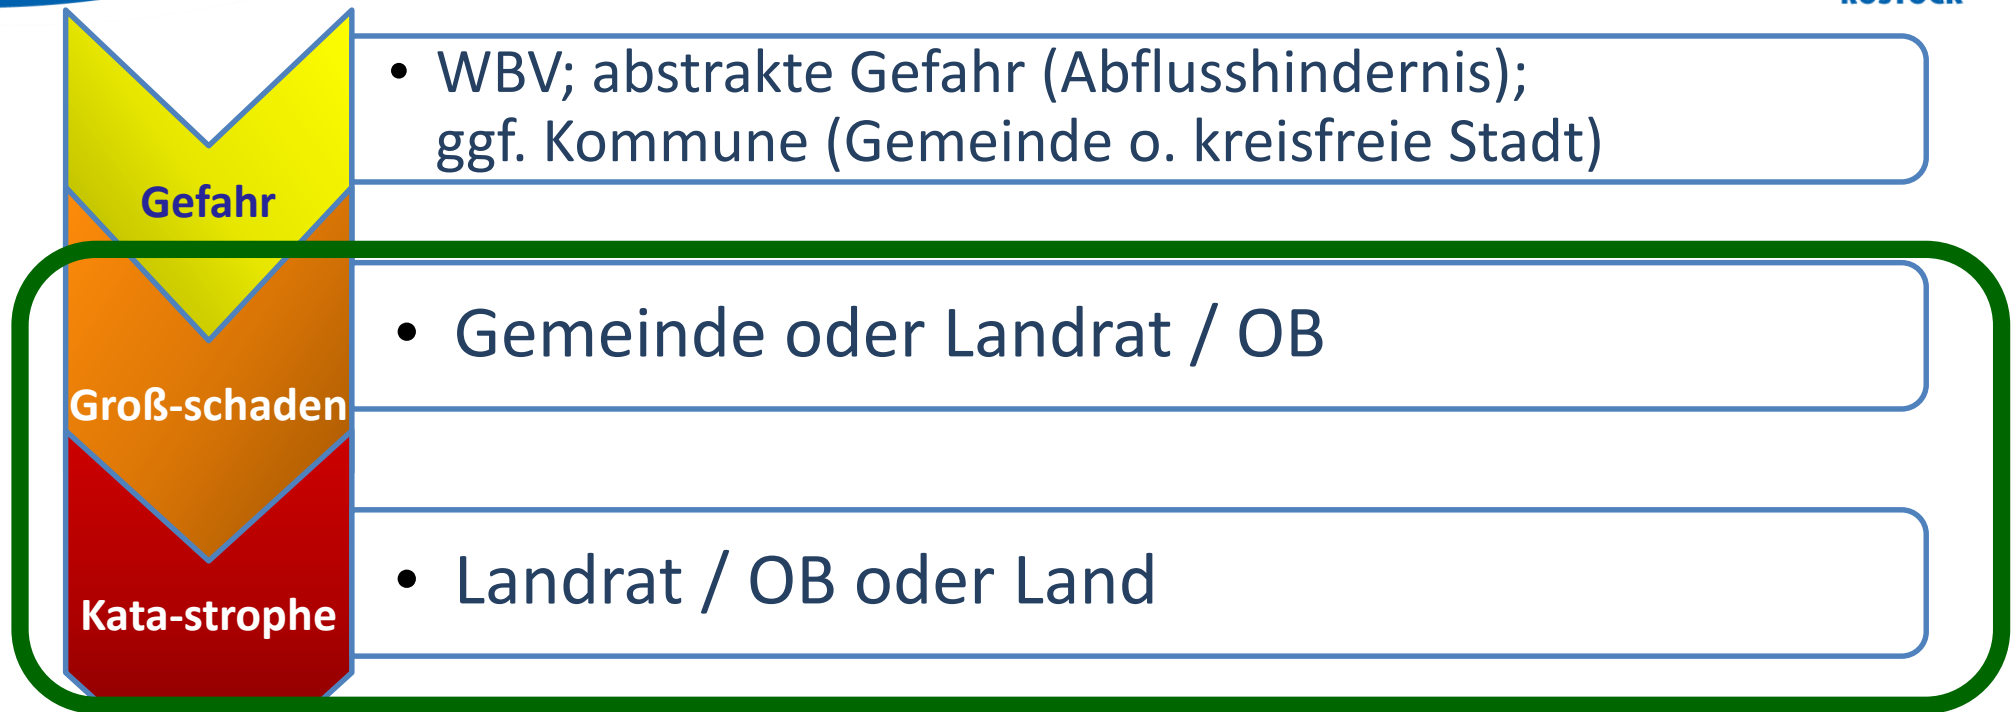 • WBV; abstrakte Gefahr (Abflusshindernis);
ggf. Kommune (Gemeinde o. kreisfreie Stadt)
Gefahr
• Gemeinde oder Landrat / OB
Groß-schaden
• Landrat / OB oder Land
Kata-strophe